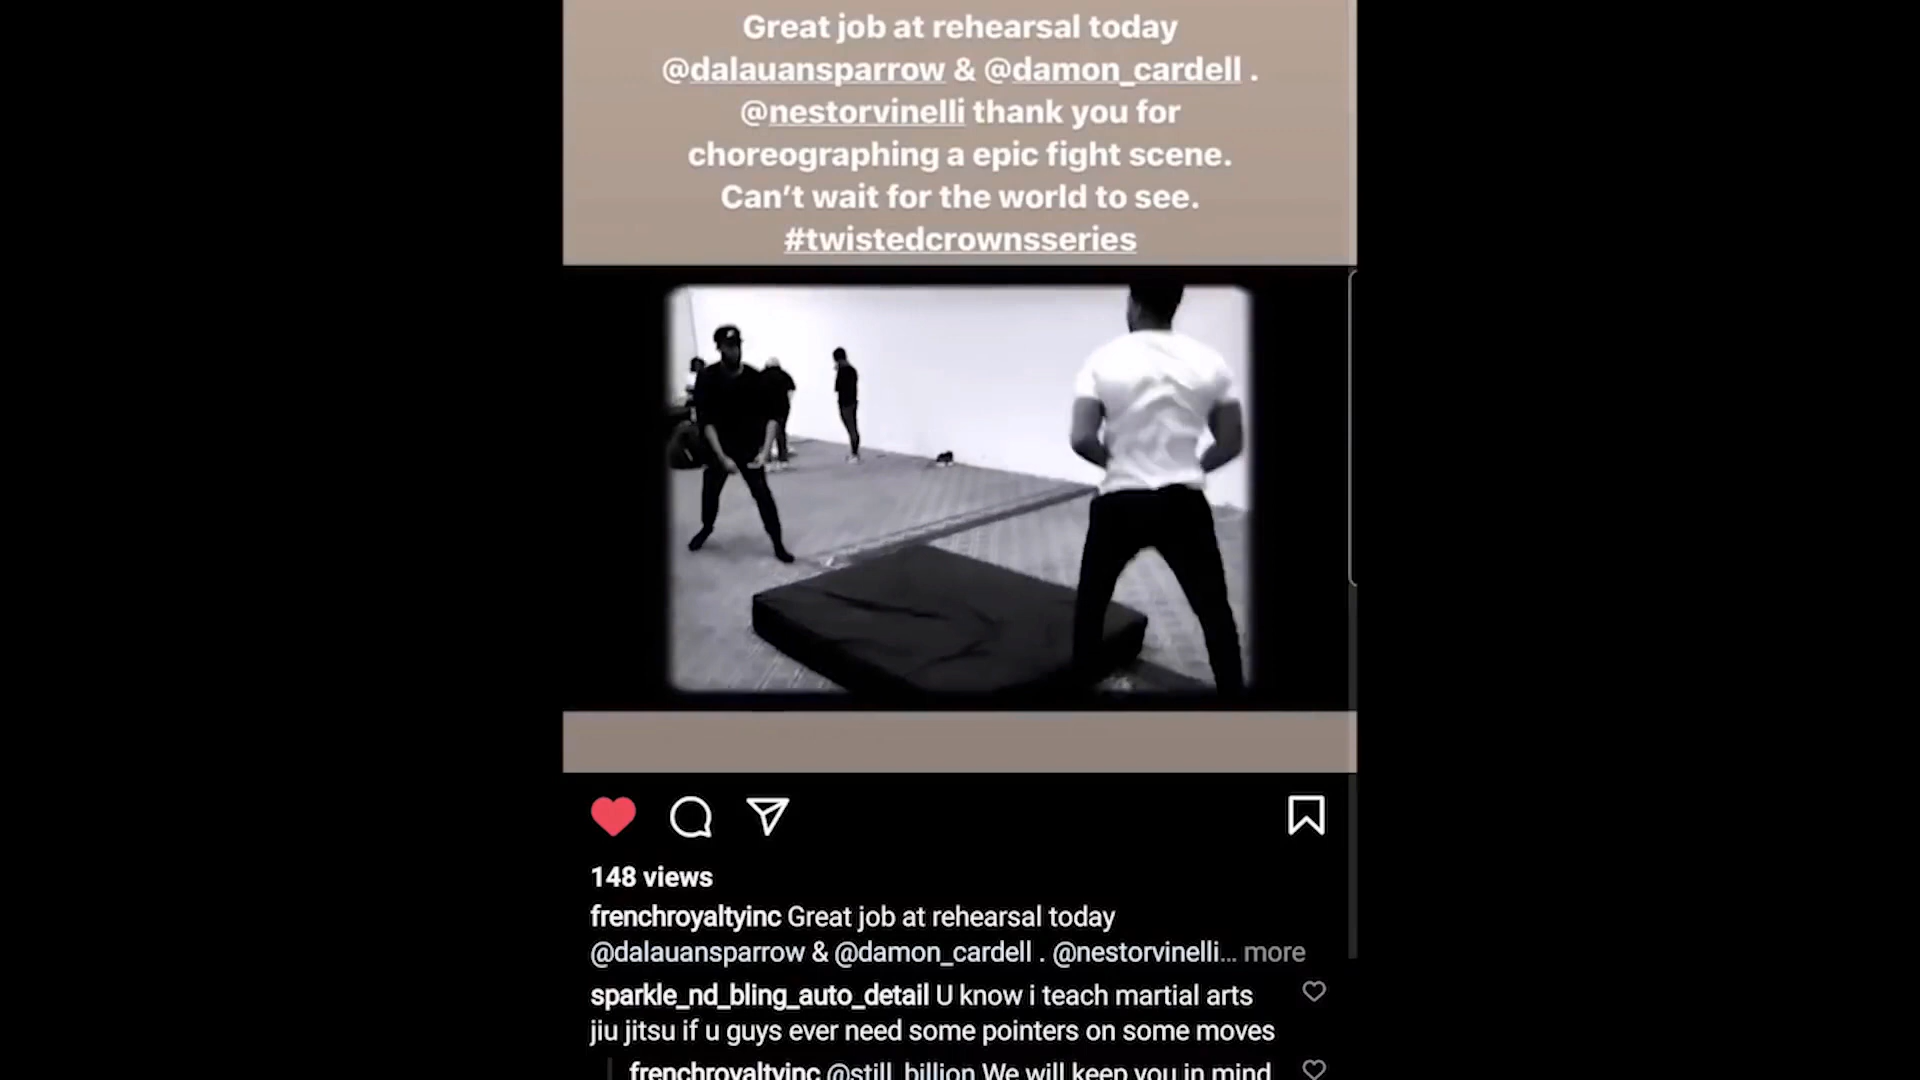 Great job at rehearsal today
@dalauansparrow & @damon_cardell .
@nestorvinelli thank you for
choreographing a epic fight scene.
Can't wait for the world to see.
#twistedcrownsseries
148 views
frenchroyaltyinc Great job at rehearsal today
@dalauansparrow & @damon_cardell . @nestorvinelli... more
sparkle_nd_bling_auto_detail U know i teach martial arts
jiu jitsu if u guys ever need some pointers on some moves
frenchroyaltyinc @still_billion We will keep you in mind